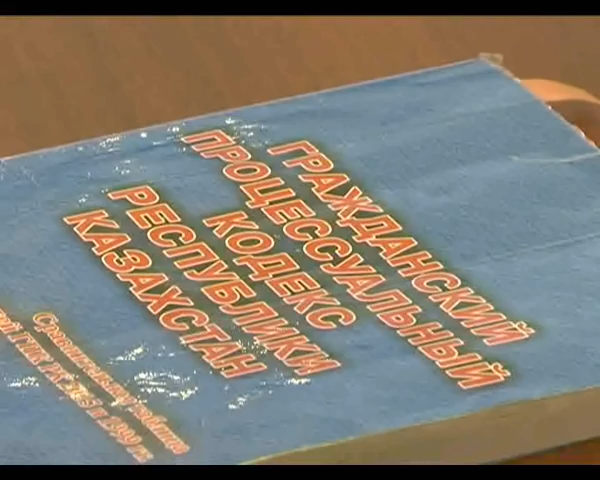 ГРАЖДАНСКИЙ
ПРОЦЕССУАЛЬНЫЙ
КОДЕКС
РЕСПУБЛИКИ
КАЗАХСТАН